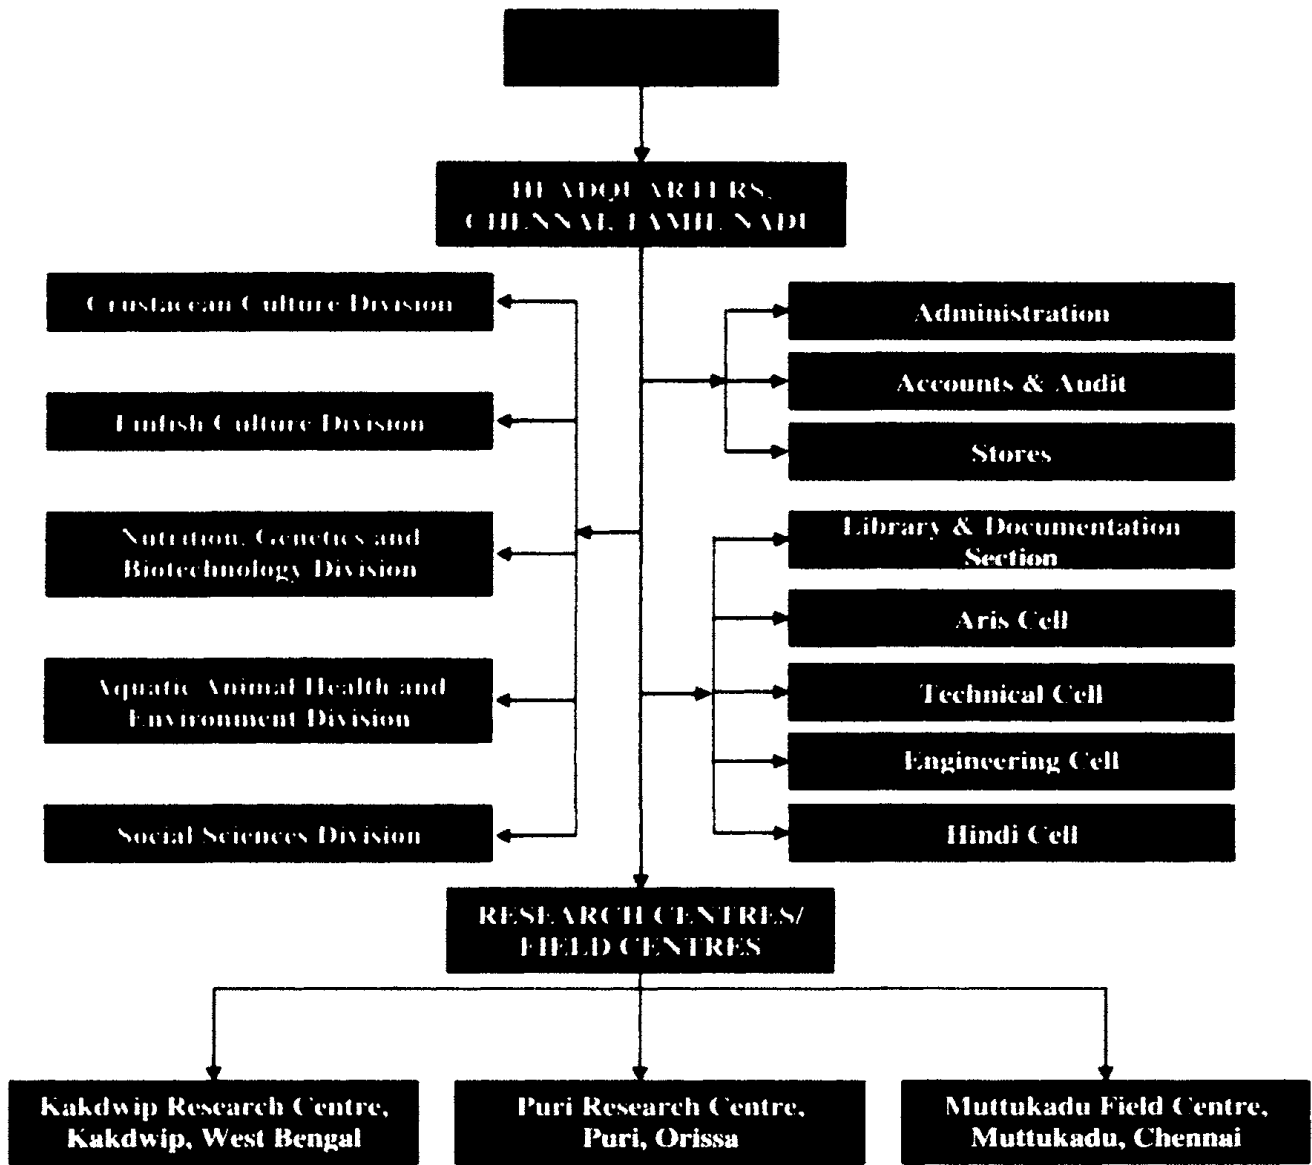 HEADQUARTERS,
CHENNAI, TAMIL NADU
Crustacean Culture Division
Finfish Culture Division
Nutrition, Genetics and
Biotechnology Division
Aquatic Animal Health and
Environment Division
Social Sciences Division
Administration
Accounts & Audit
Stores
Library & Documentation
Section
Aris Cell
Technical Cell
Engineering Cell
Hindi Cell
RESEARCH CENTRES/
FIELD CENTRES
Kakdwip Research Centre,
Kakdwip, West Bengal
Puri Research Centre,
Puri, Orissa
Muttukadu Field Centre,
Muttukadu, Chennai